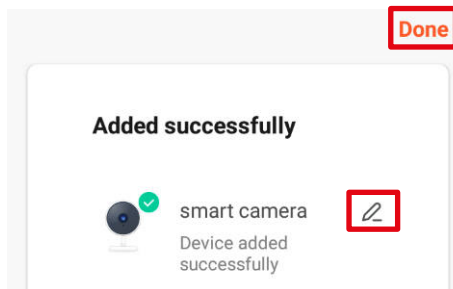 Done
Added successfully
smart camera
Device added
successfully